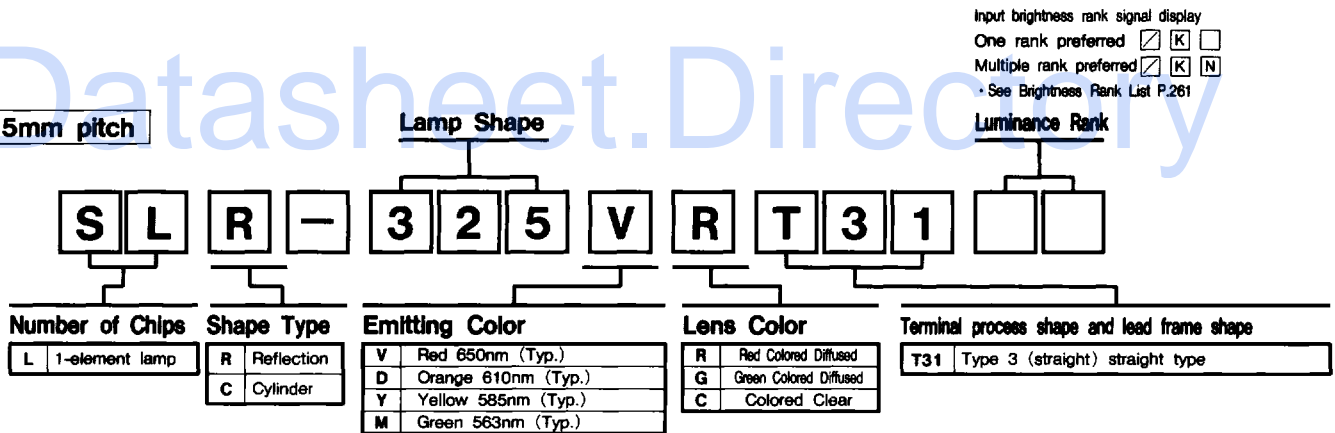 Input brightness rank signal display
One rank preferred / K
Multiple rank preferred / K N
・See Brightness Rank List P.261
Datasheet.Directory
5mm pitch
Lamp Shape
Luminance Rank
S L R - 3 2 5 V R T 3 1
Number of Chips
L 1-element lamp
Shape Type
R Reflection
C Cylinder
Emitting Color
V Red 650nm (Typ.)
D Orange 610nm (Typ.)
Y Yellow 585nm (Typ.)
M Green 563nm (Typ.)
Lens Color
R Red Colored Diffused
G Green Colored Diffused
C Colored Clear
Terminal process shape and lead frame shape
T31 Type 3 (straight) straight type